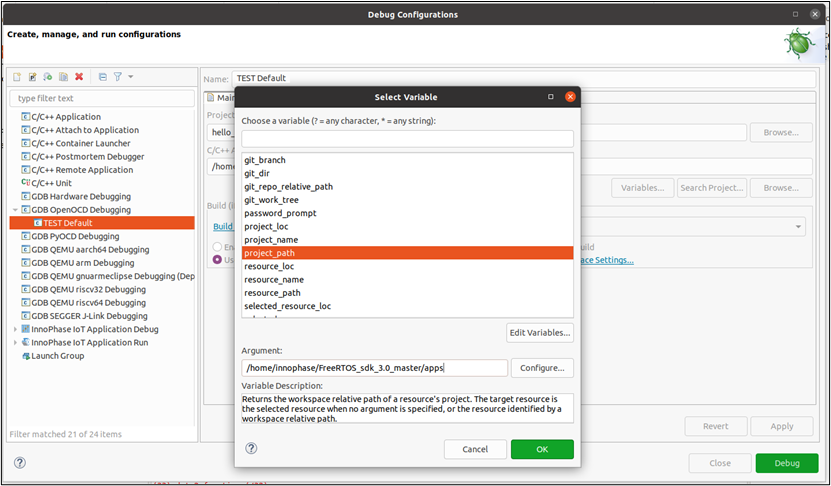 Debug Configurations
Create, manage, and run configurations
type filter text
C/C++ Application
C/C++ Attach to Application
C/C++ Container Launcher
C/C++ Postmortem Debugger
C/C++ Remote Application
C/C++ Unit
GDB Hardware Debugging
GDB OpenOCD Debugging
TEST Default
GDB PyOCD Debugging
GDB QEMU aarch64 Debugging
GDB QEMU arm Debugging
GDB QEMU gnuarmeclipse Debugging (Dep
GDB QEMU riscv32 Debugging
GDB QEMU riscv64 Debugging
GDB SEGGER J-Link Debugging
InnoPhase IoT Application Debug
InnoPhase IoT Application Run
Launch Group
Filter matched 21 of 24 items
Name: TEST Default
Main
Project
hello_
Browse...
C/C++ A
/home
Variables...
Search Project...
Browse...
Build (i
Build
Ena
Use
uild
ace Settings...
Revert
Apply
Close
Debug
Select Variable
Choose a variable (? = any character, * = any string):
git_branch
git_dir
git_repo_relative_path
git_work_tree
password_prompt
project_loc
project_name
project_path
resource_loc
resource_name
resource_path
selected_resource_loc
Edit Variables...
Argument:
/home/innophase/FreeRTOS_sdk_3.0_master/apps
Configure...
Variable Description:
Returns the workspace relative path of a resource's project. The target resource is
the selected resource when no argument is specified, or the resource identified by a
workspace relative path.
Cancel
OK